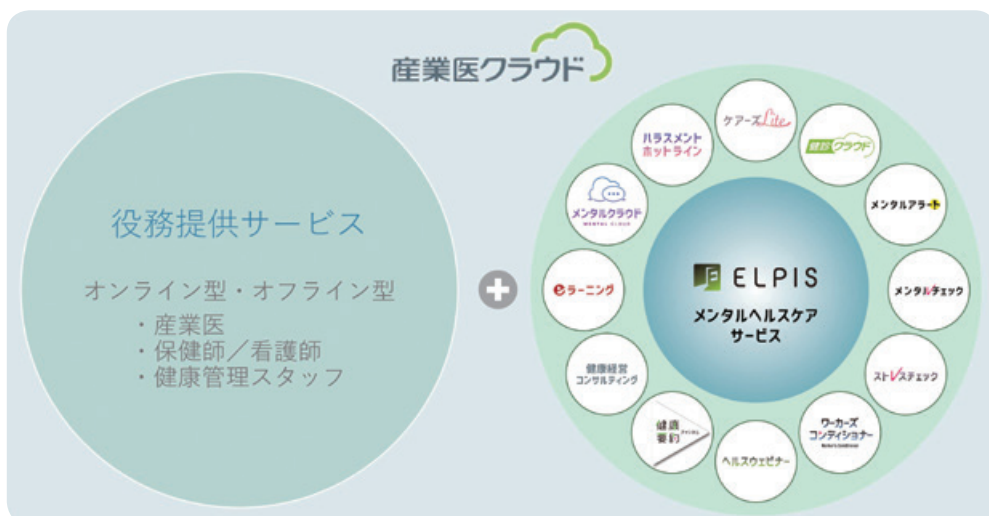 産業医クラウド
役務提供サービス
オンライン型・オフライン型
・産業医
・保健師／看護師
・健康管理スタッフ
ELPIS
メンタルヘルスケア
サービス
ケアーズLite
健診クラウド
メンタルアラート
メンタルチェック
ストレスチェック
ワーカーズ
コンディショナー
ヘルスウェビナー
健康
要約
健康経営
コンサルティング
eラーニング
メンタルクラウド
MENTAL CLOUD
ハラスメント
ホットライン